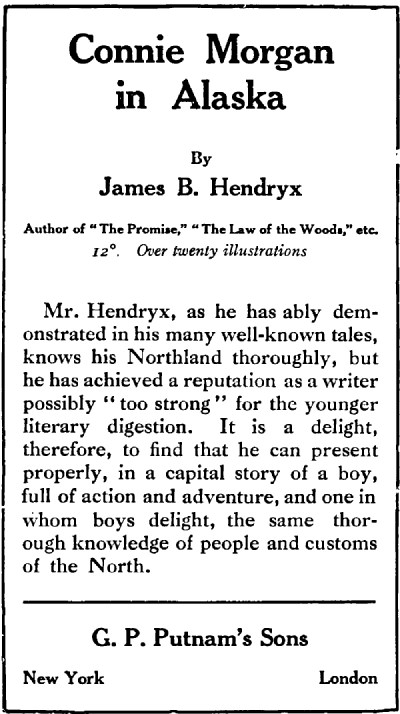 Connie Morgan
in Alaska
By
James B. Hendryx
Author of "The Promise," "The Law of the Woods," etc.
12°. Over twenty illustrations
Mr. Hendryx, as he has ably dem-
onstrated in his many well-known tales,
knows his Northland thoroughly, but
he has achieved a reputation as a writer
possibly "too strong" for the younger
literary digestion. It is a delight,
therefore, to find that he can present
properly, in a capital story of a boy,
full of action and adventure, and one in
whom boys delight, the same thor-
ough knowledge of people and customs
of the North.
G. P. Putnam's Sons
New York London